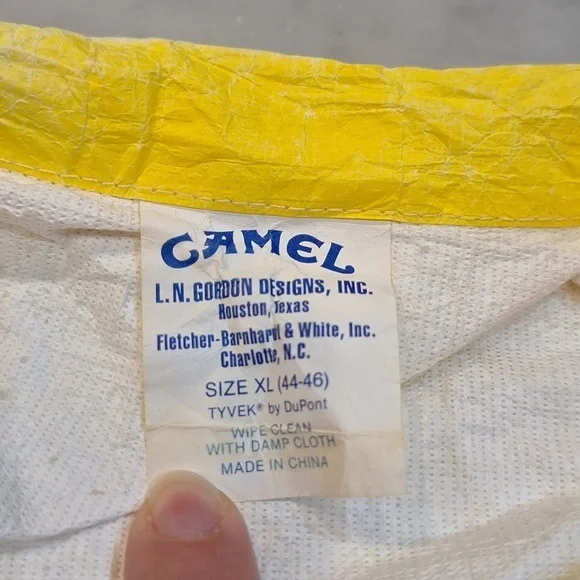 CAMEL
L.N. GORDON DESIGNS, INC.
Houston, Texas
Fletcher-Barnhardt & White, Inc.
Charlotte, N.C.
SIZE XL (44-46)
TYVEK® by DuPont
WIPE CLEAN
WITH DAMP CLOTH
MADE IN CHINA